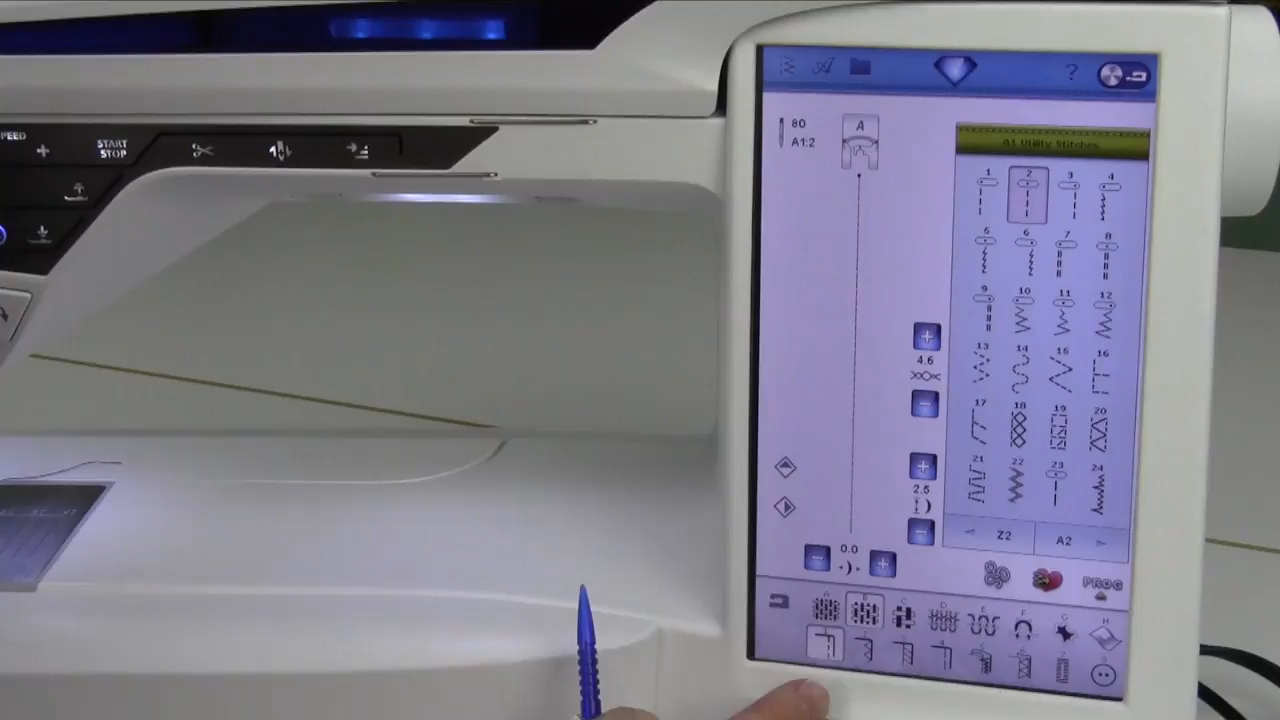 PEED
START
STOP
?
80
A1:2
A
A1 Utility Stitches
1 2 3 4
5 6 7 8
9 10 11 12
13 14 15 16
17 18 19 20
21 22 23 24
4.6
2.5
0.0
Z2 A2
PROG
A B C D E F G H